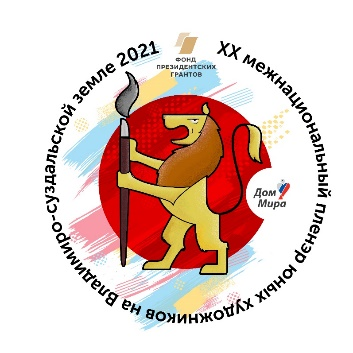 ФОНД
ПРЕЗИДЕНТСКИХ
ГРАНТОВ
XX межнациональный пленэр юных художников на Владимиро-суздальской земле 2021
Дом
Мира